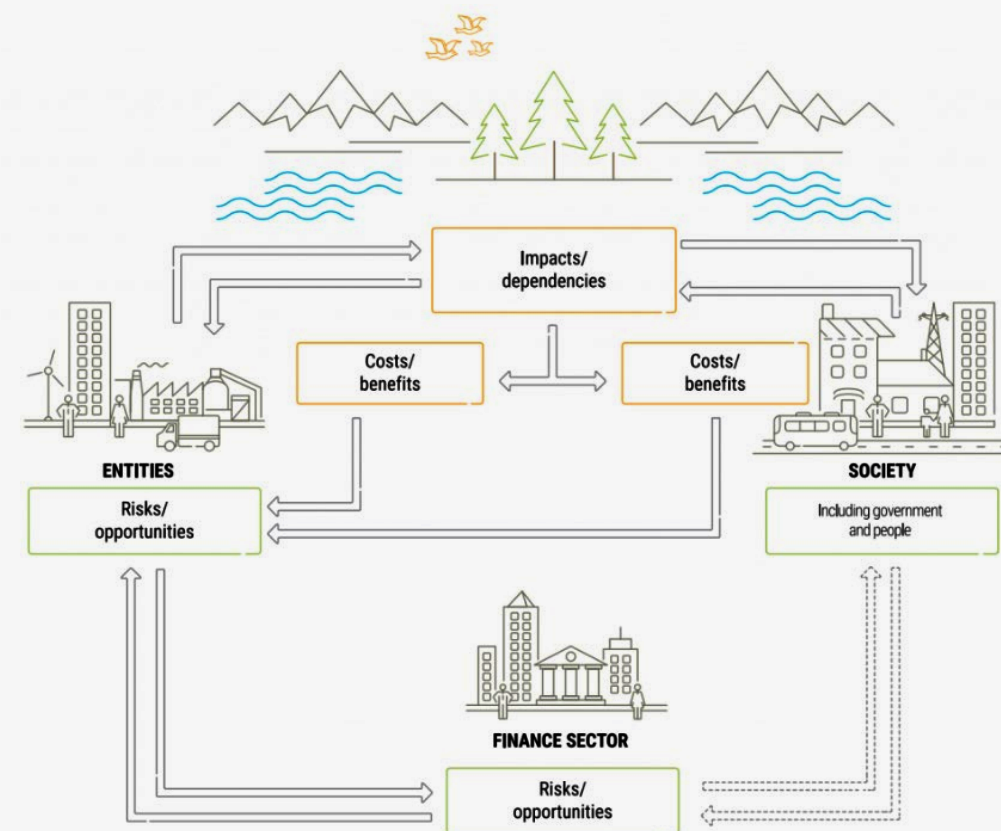 Impacts/
dependencies
Costs/
benefits
Costs/
benefits
ENTITIES
Risks/
opportunities
SOCIETY
Including government
and people
FINANCE SECTOR
Risks/
opportunities